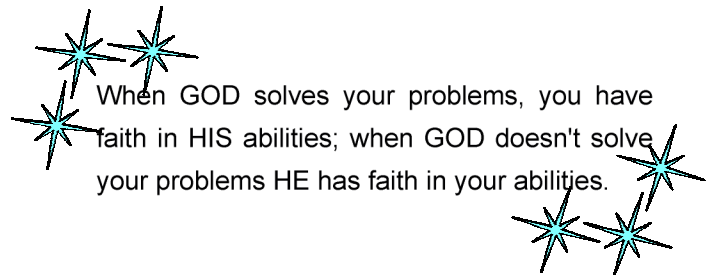 When GOD solves your problems, you have
faith in HIS abilities; when GOD doesn't solve
your problems HE has faith in your abilities.